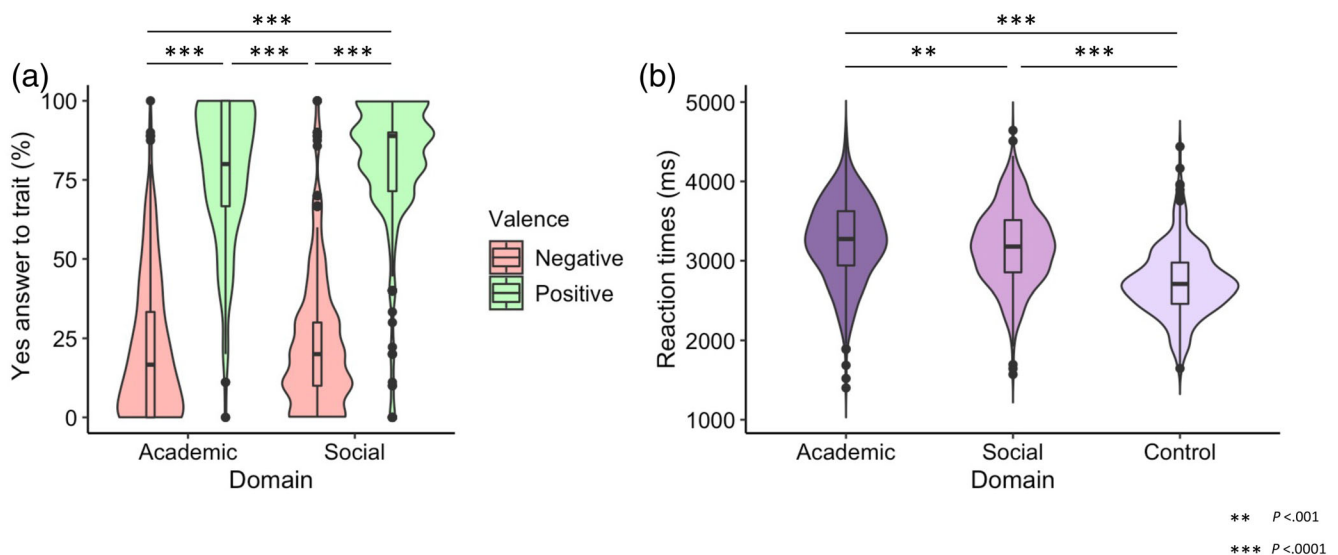 ***
*** *** ***
(a)
Yes answer to trait (%)
100
75
50
25
0
Academic Social
Domain
Valence
Negative
Positive
***
** ***
(b)
Reaction times (ms)
5000
4000
3000
2000
1000
Academic Social Control
Domain
** P <.001
*** P <.0001